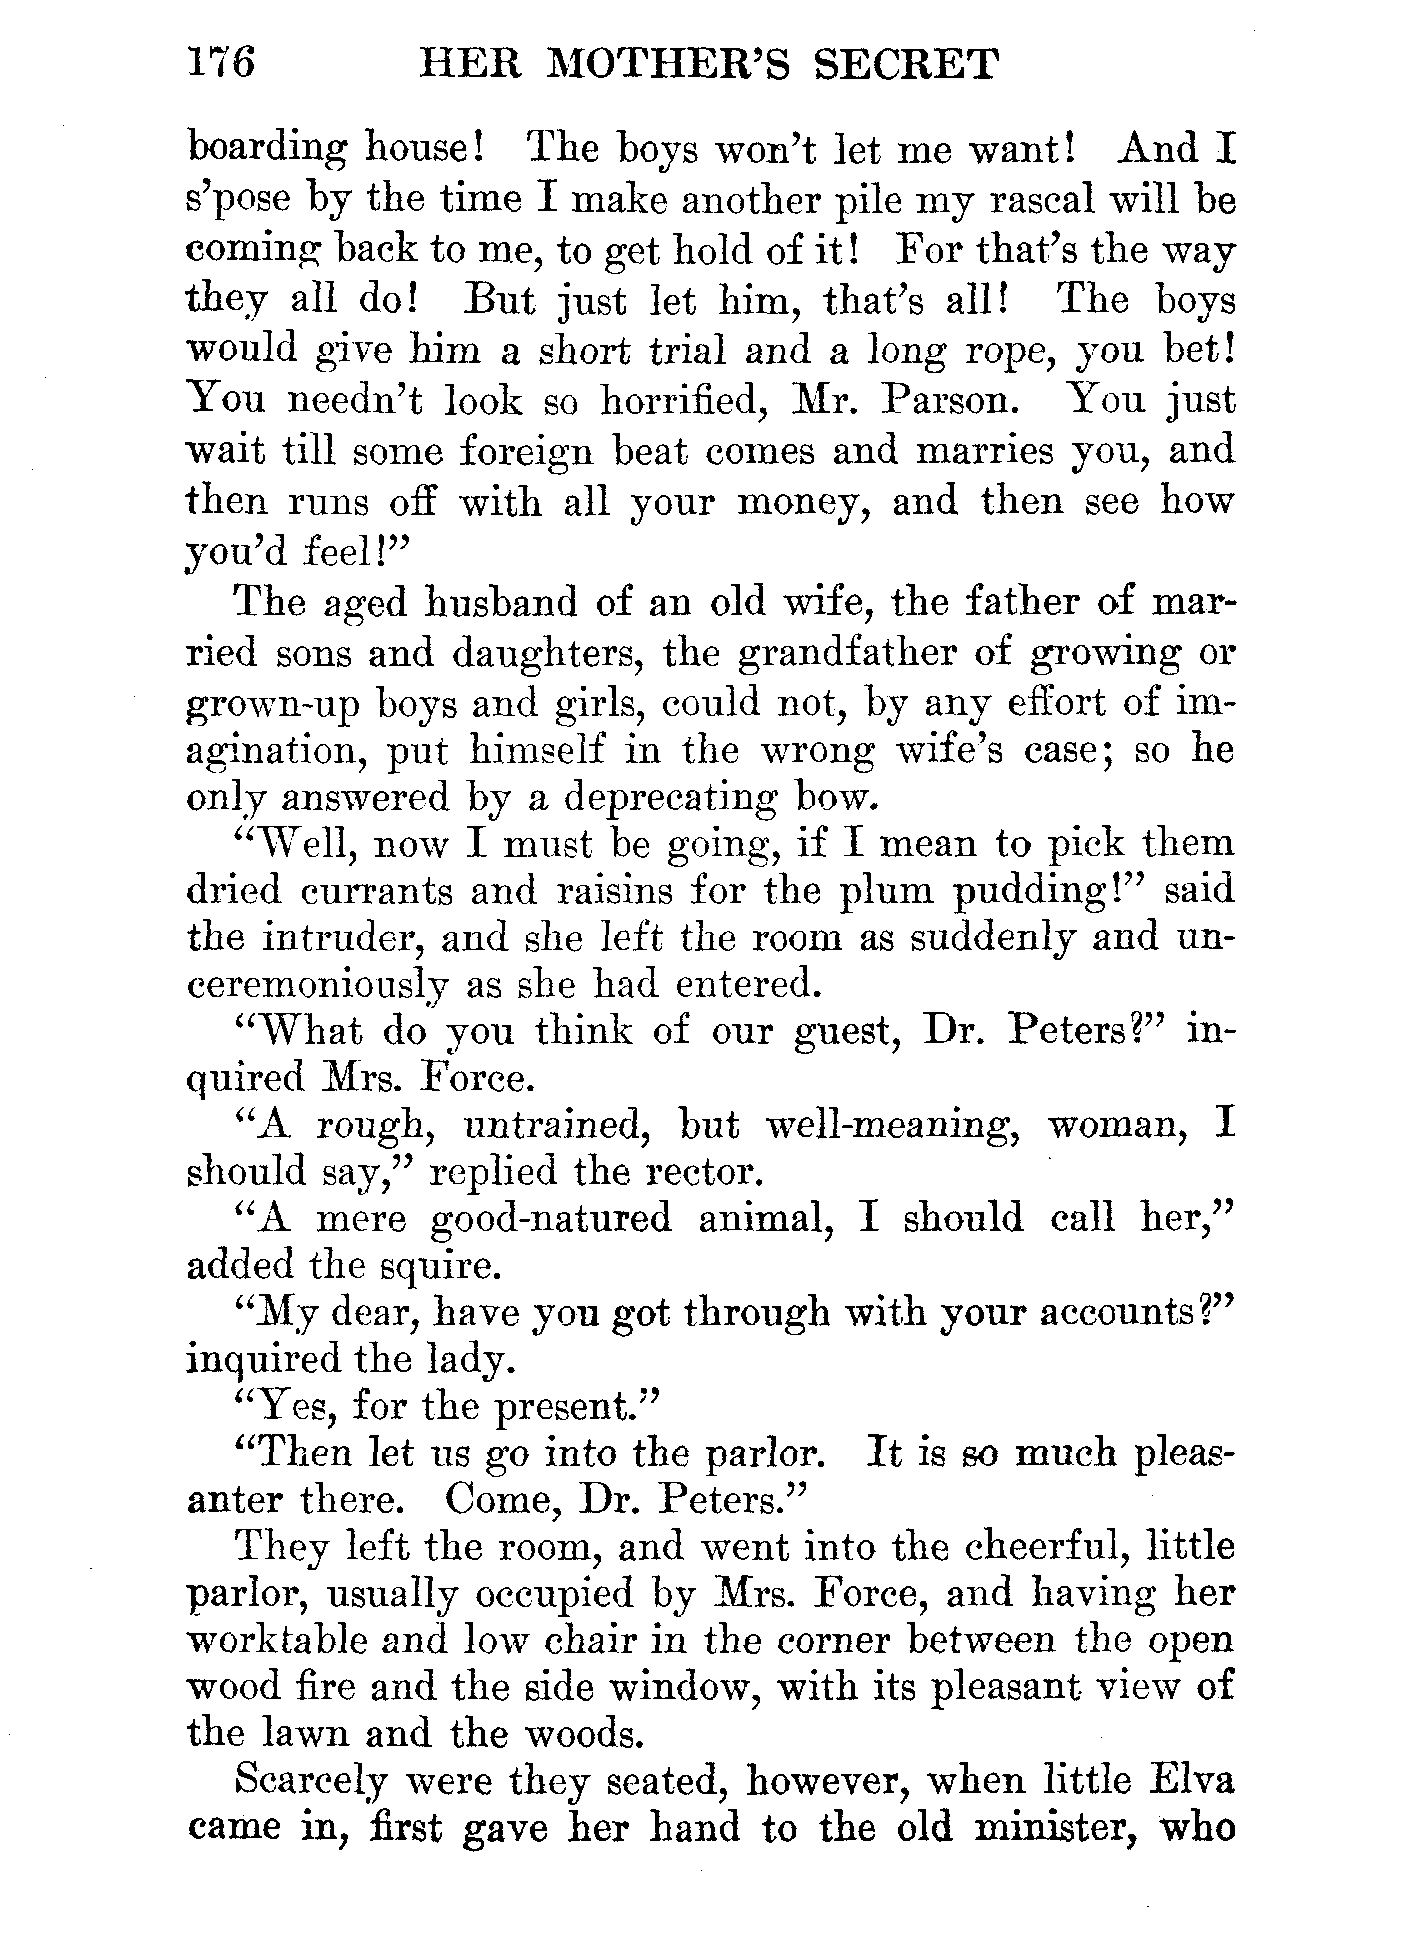 176 HER MOTHER'S SECRET
boarding house! The boys won't let me want! And I
s'pose by the time I make another pile my rascal will be
coming back to me, to get hold of it! For that's the way
they all do! But just let him, that's all! The boys
would give him a short trial and a long rope, you bet!
You needn't look so horrified, Mr. Parson. You just
wait till some foreign beat comes and marries you, and
then runs off with all your money, and then see how
you'd feel!"
The aged husband of an old wife, the father of mar-
ried sons and daughters, the grandfather of growing or
grown-up boys and girls, could not, by any effort of im-
agination, put himself in the wrong wife's case; so he
only answered by a deprecating bow.
"Well, now I must be going, if I mean to pick them
dried currants and raisins for the plum pudding!" said
the intruder, and she left the room as suddenly and un-
ceremoniously as she had entered.
"What do you think of our guest, Dr. Peters?" in-
quired Mrs. Force.
"A rough, untrained, but well-meaning, woman, I
should say," replied the rector.
"A mere good-natured animal, I should call her,"
added the squire.
"My dear, have you got through with your accounts?"
inquired the lady.
"Yes, for the present."
"Then let us go into the parlor. It is so much pleas-
anter there. Come, Dr. Peters."
They left the room, and went into the cheerful, little
parlor, usually occupied by Mrs. Force, and having her
worktable and low chair in the corner between the open
wood fire and the side window, with its pleasant view of
the lawn and the woods.
Scarcely were they seated, however, when little Elva
came in, first gave her hand to the old minister, who